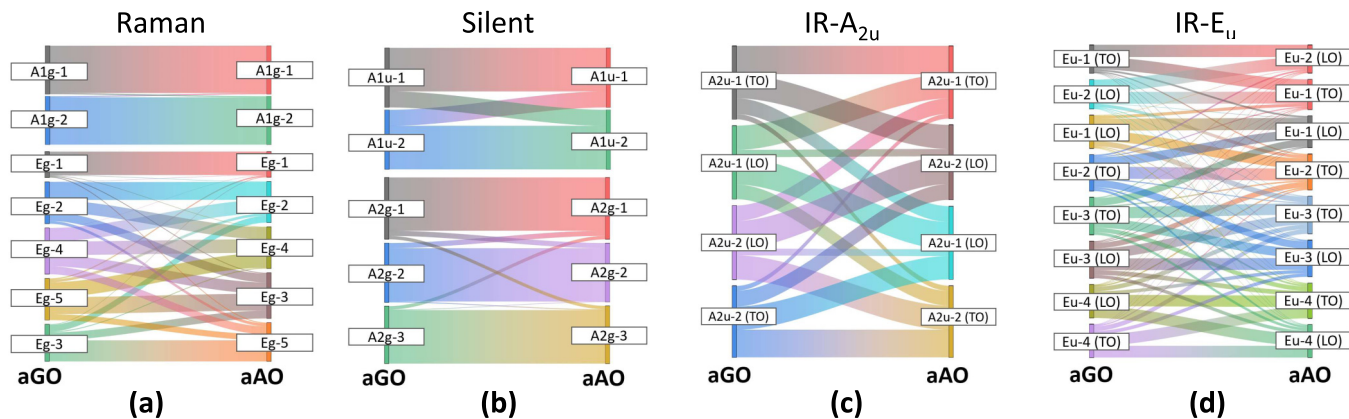 Raman
A1g-1
A1g-2
Eg-1
Eg-2
Eg-4
Eg-5
Eg-3
A1g-1
A1g-2
Eg-1
Eg-2
Eg-4
Eg-3
Eg-5
aGO
aAO
(a)
Silent
A1u-1
A1u-2
A2g-1
A2g-2
A2g-3
A1u-1
A1u-2
A2g-1
A2g-2
A2g-3
aGO
aAO
(b)
IR-A2u
A2u-1 (TO)
A2u-1 (LO)
A2u-2 (LO)
A2u-2 (TO)
A2u-1 (TO)
A2u-2 (LO)
A2u-1 (LO)
A2u-2 (TO)
aGO
aAO
(c)
IR-Eu
Eu-1 (TO)
Eu-2 (LO)
Eu-1 (LO)
Eu-2 (TO)
Eu-3 (TO)
Eu-3 (LO)
Eu-4 (LO)
Eu-4 (TO)
Eu-2 (LO)
Eu-1 (TO)
Eu-1 (LO)
Eu-2 (TO)
Eu-3 (TO)
Eu-3 (LO)
Eu-4 (TO)
Eu-4 (LO)
aGO
aAO
(d)